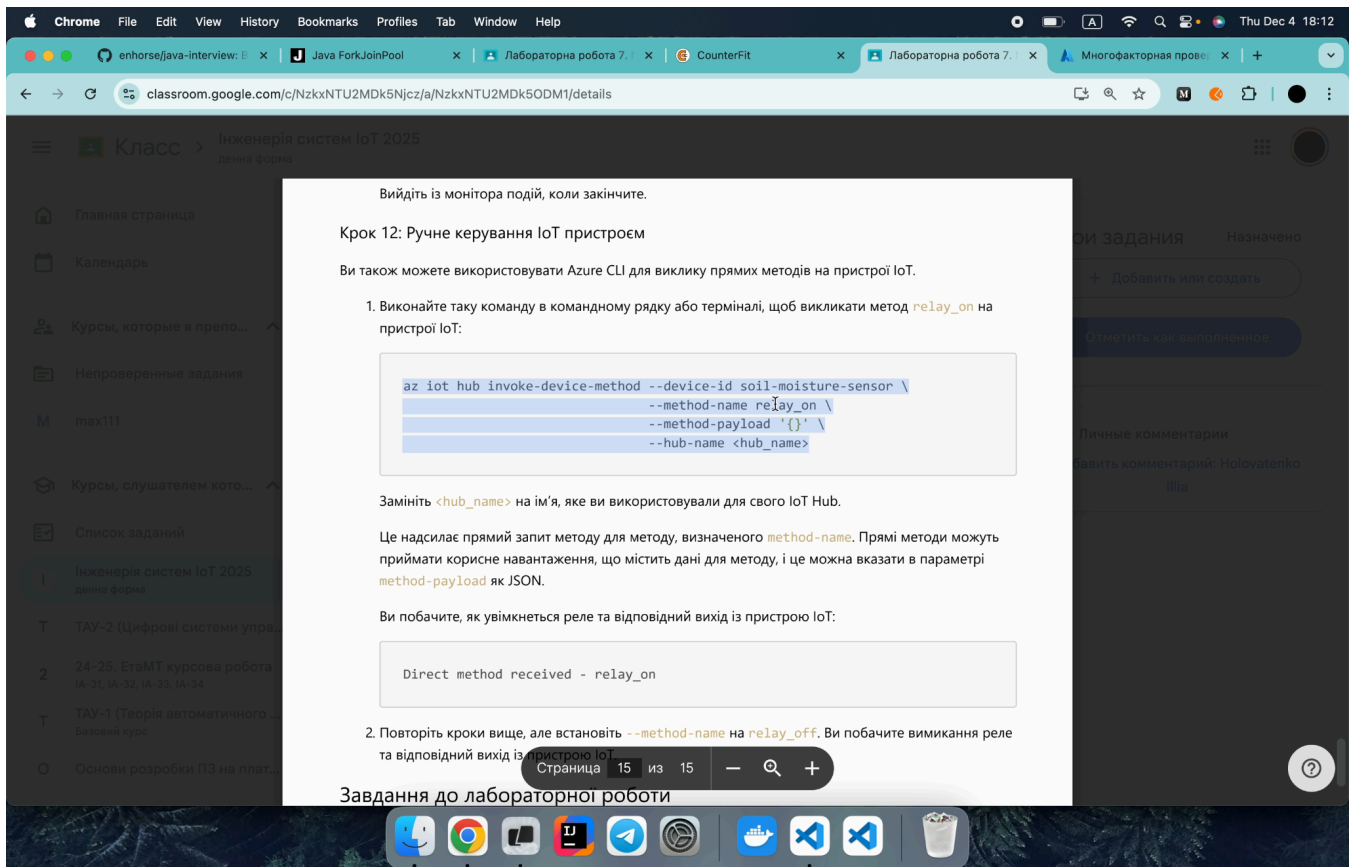 Chrome File Edit View History Bookmarks Profiles Tab Window Help
A
Thu Dec 4 18:12
enhorse/java-interview: B
Java ForkJoinPool
Лабораторна робота 7.
CounterFit
Лабораторна робота 7.
Многофакторная провер
classroom.google.com/c/NzkxNTU2MDk5Njcz/a/NzkxNTU2MDk5ODM1/details
Класс > Інженерія систем IoT 2025
денна форма
Главная страница
Календарь
Курсы, которые я препо...
Непроверенные задания
M max111
Курсы, слушателем кото...
Список заданий
І Інженерія систем IoT 2025
денна форма
Т ТАУ-2 (Цифрові системи упра...
2 24-25. ЕтаМТ курсова робота
ІА-31, ІА-32, ІА-33, ІА-34
Т ТАУ-1 (Теорія автоматичного ...
Базовий курс
О Основи розробки ПЗ на плат...
Вийдіть із монітора подій, коли закінчите.
Крок 12: Ручне керування IoT пристроєм
Ви також можете використовувати Azure CLI для виклику прямих методів на пристрої IoT.
1. Виконайте таку команду в командному рядку або терміналі, щоб викликати метод relay_on на
пристрої IoT:
az iot hub invoke-device-method --device-id soil-moisture-sensor \
--method-name relay_on \
--method-payload '{}' \
--hub-name <hub_name>
Замініть <hub_name> на ім’я, яке ви використовували для свого IoT Hub.
Це надсилає прямий запит методу для методу, визначеного method-name. Прямі методи можуть
приймати корисне навантаження, що містить дані для методу, і це можна вказати в параметрі
method-payload як JSON.
Ви побачите, як увімкнеться реле та відповідний вихід із пристрою IoT:
Direct method received - relay_on
2. Повторіть кроки вище, але встановіть --method-name на relay_off. Ви побачите вимикання реле
та відповідний вихід із пристрою IoT.
Страница 15 из 15
Завдання до лабораторної роботи
ои задания Назначено
+ Добавить или создать
Отметить как выполненное
Личные комментарии
бавить комментарий: Holovatenko
Illia